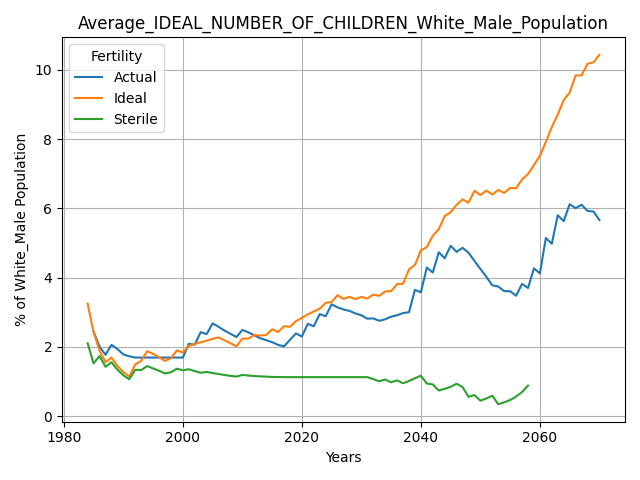 Average_IDEAL_NUMBER_OF_CHILDREN_White_Male_Population
Fertility
Actual
Ideal
Sterile
% of White_Male Population
10
8
6
4
2
0
1980
2000
2020
2040
2060
Years